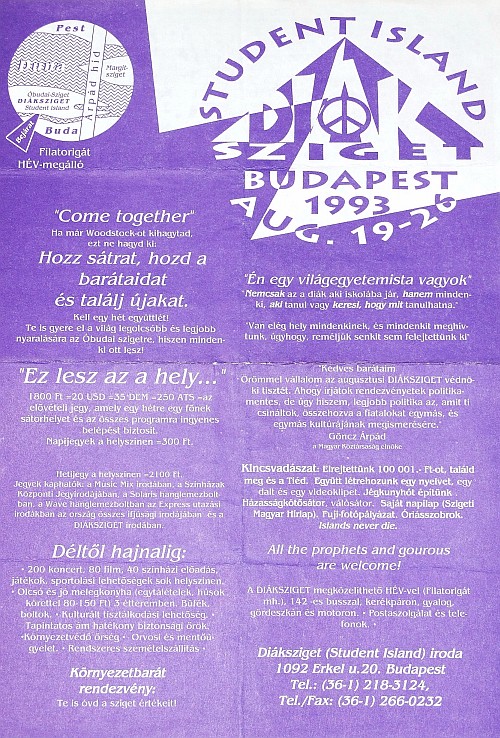 Pest
Margit-
sziget
Árpád híd
Óbudai-Sziget
DIÁKSZIGET
Student Island
Buda
Bejárat
Filatorigát
HÉV-megálló
STUDENT ISLAND
DIÁK
SZIGET
BUDAPEST
1993
AUG. 19-26
"Come together"
Ha már Woodstock-ot kihagytad,
ezt ne hagyd ki:
Hozz sátrat, hozd a
barátaidat
és találj újakat.
Kell egy hét együttlét!
Te is gyere el a világ legolcsóbb és legjobb
nyaralására az Óbudai szigetre, hiszen minden-
ki ott lesz!
"Ez lesz az a hely..."
1800 Ft =20 USD =35 DEM =250 ATS =az
elővételi jegy, amely egy hétre egy főnek
sátorhelyet és az összes programra ingyenes
belépést biztosít.
Napijegyek a helyszínen =300 Ft.
Hetijegy a helyszínen =2100 Ft.
Jegyek kaphatók: a Music Mix irodában, a Színházak
Központi Jegyirodájában, a Solaris hanglemezbolt-
ban, a Wave hanglemezboltban az Express utazási
irodákban az ország összes ifjúsági irodájában és a
DIÁKSZIGET irodában.
Déltől hajnalig:
• 200 koncert, 80 film, 40 színházi előadás,
játékok, sportolási lehetőségek sok helyszínen.
• Olcsó és jó melegkonyha (egytálételek, húsok
körettel 80-150 Ft) 3 étteremben. Büfék,
boltok. • Kulturált tisztálkodási lehetőség. •
Tapintatos ám hatékony biztonsági őrök.
•Környezetvédő őrség.• Orvosi és mentőü-
gyelet. • Rendszeres személyszállítás •
Környezetbarát
rendezvény:
Te is óvd a sziget értékeit!
"Én egy világegyetemista vagyok"
Nemcsak az a diák aki iskolába jár, hanem minden-
ki, aki tanul vagy keresi, hogy mit tanulhatna."
"Van elég hely mindenkinek, és mindenkit meghív-
tunk, úgyhogy, reméljük senkit sem felejtettünk ki"
"Kedves barátaim
Örömmel vállalom az augusztusi DIÁKSZIGET védnö-
ki tisztét. Ahogy írjátok rendezvényetek politika-
mentes, de úgy hiszem, legjobb politika az, amit ti
csináltok, összehozva a fiatalokat egymás, és
egymás kultúrájának megismerésére."
Göncz Árpád
a Magyar Köztársaság elnöke
Kincsvadászat: Elrejtettünk 100 001.- Ft-ot, találd
meg és a Tiéd. Együtt létrehozunk egy nyelvet, egy
dalt és egy videoklipet. Jégkunyhót építünk.
Házasságkötősátor, válósátor. Saját napilap (Szigeti
Magyar Hírlap), Fuji-fotópályázat. Óriásszobrok.
Islands never die.
All the prophets and gourous
are welcome!
A DIÁKSZIGET megközelíthető HÉV-vel (Filatorigát
mh.), 142 -es busszal, kerékpáron, gyalog,
gördeszkán és motoron. • Postaszolgálat és tele-
fonok. •
Diáksziget (Student Island) iroda
1092 Erkel u.20. Budapest
Tel.: (36-1) 218-3124,
Tel./Fax: (36-1) 266-0232